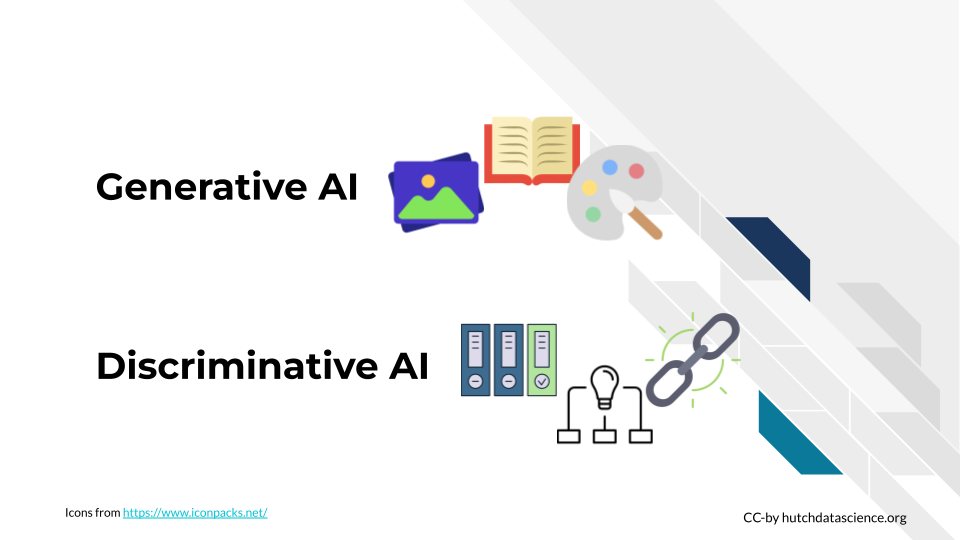 Generative AI
Discriminative AI
Icons from https://www.iconpacks.net/
CC-by hutchdatascience.org